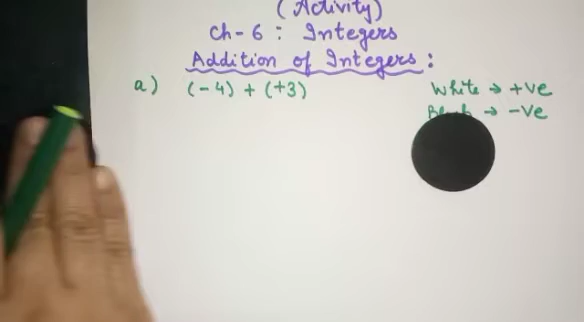 (Activity)
Ch-6 : Integers
Addition of Integers :
a) (-4) + (+3)
White → +ve
→ -ve